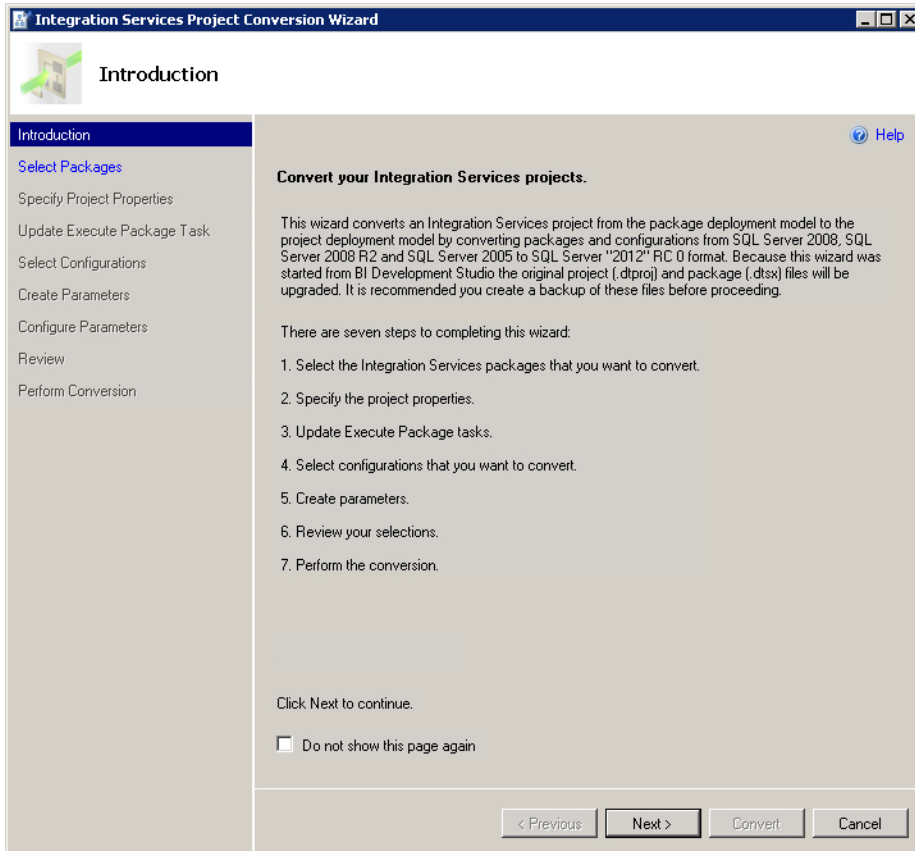 Integration Services Project Conversion Wizard
Introduction
Introduction
Help
Select Packages
Specify Project Properties
Update Execute Package Task
Select Configurations
Create Parameters
Configure Parameters
Review
Perform Conversion
Convert your Integration Services projects.
This wizard converts an Integration Services project from the package deployment model to the
project deployment model by converting packages and configurations from SQL Server 2008, SQL
Server 2008 R2 and SQL Server 2005 to SQL Server "2012" RC 0 format. Because this wizard was
started from BI Development Studio the original project (.dtproj) and package (.dtsx) files will be
upgraded. It is recommended you create a backup of these files before proceeding.
There are seven steps to completing this wizard:
1. Select the Integration Services packages that you want to convert.
2. Specify the project properties.
3. Update Execute Package tasks.
4. Select configurations that you want to convert.
5. Create parameters.
6. Review your selections.
7. Perform the conversion.
Click Next to continue.
Do not show this page again
< Previous
Next >
Convert
Cancel